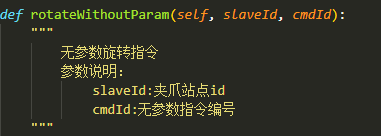 def rotateWithoutParam(self, slaveId, cmdId):
"""
无参数旋转指令
参数说明：
slaveId:夹爪站点id
cmdId:无参数指令编号
"""